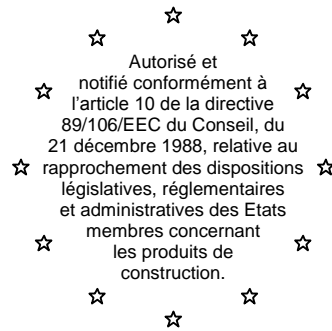 Autorisé et
notifié conformément à
l'article 10 de la directive
89/106/EEC du Conseil, du
21 décembre 1988, relative au
rapprochement des dispositions
législatives, réglementaires
et administratives des Etats
membres concernant
les produits de
construction.